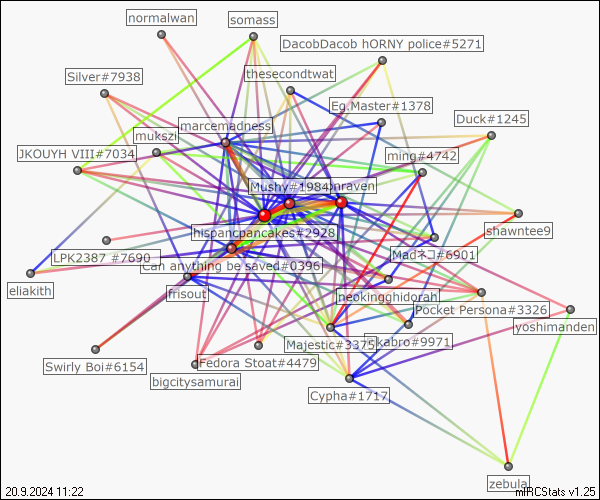 normalwan
somass
DacobDacob hORNY police#5271
thesecondtwat
Silver#7938
Eg.Master#1378
Duck#1245
marcemadness
mukszi
JKOUYH VIII#7034
ming#4742
Mushy#1984
nraven
shawntee9
hispancpancakes#2928
Madネコ#6901
LPK2387 #7690
Can anything be saved#0396
eliakith
frisout
peokingghidorah
Pocket Persona#3326
yoshimanden
Majestic#3375
kabro#9971
Swirly Boi#6154
Fedora Stoat#4479
bigcitysamurai
Cypha#1717
zebula
20.9.2024 11:22
mIRCStats v1.25